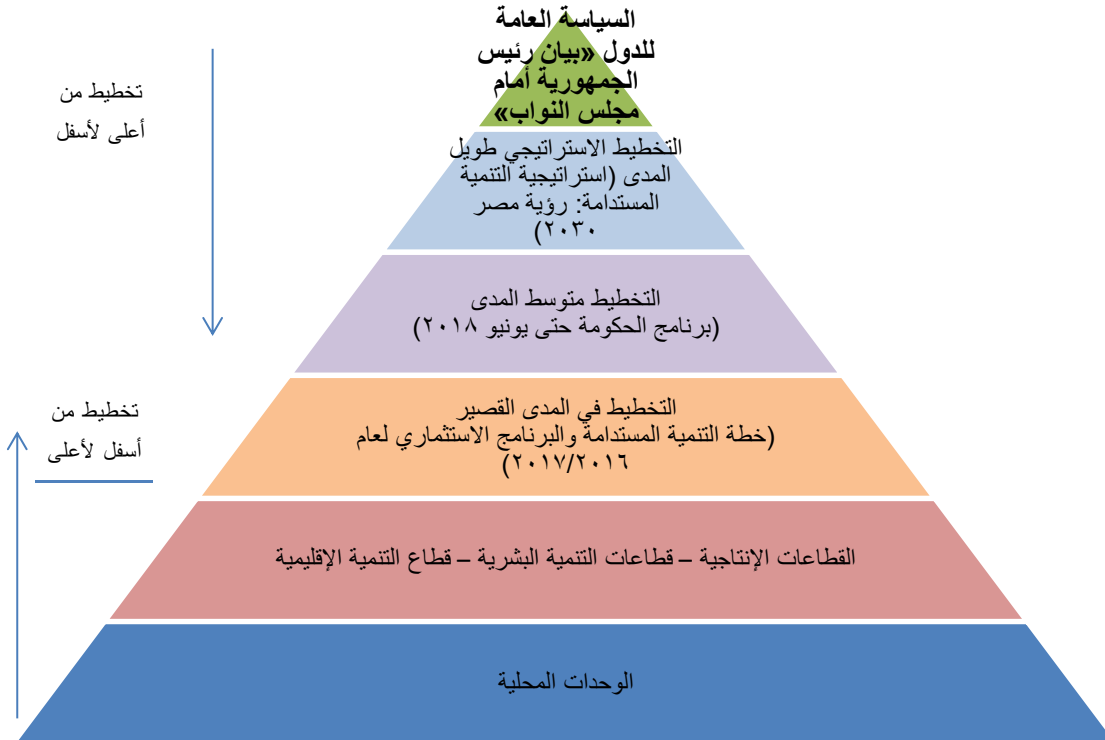 السياسة العامة
للدول «بيان رئيس
الجمهورية أمام
مجلس النواب»
تخطيط من
أعلى لأسفل
التخطيط الاستراتيجي طويل
المدى (استراتيجية التنمية
المستدامة: رؤية مصر
٢٠٣٠)
التخطيط متوسط المدى
(برنامج الحكومة حتى يونيو ٢٠١٨)
تخطيط من
أسفل لأعلى
التخطيط في المدى القصير
(خطة التنمية المستدامة والبرنامج الاستثماري لعام
٢٠١٧/٢٠١٦)
القطاعات الإنتاجية – قطاعات التنمية البشرية – قطاع التنمية الإقليمية
الوحدات المحلية